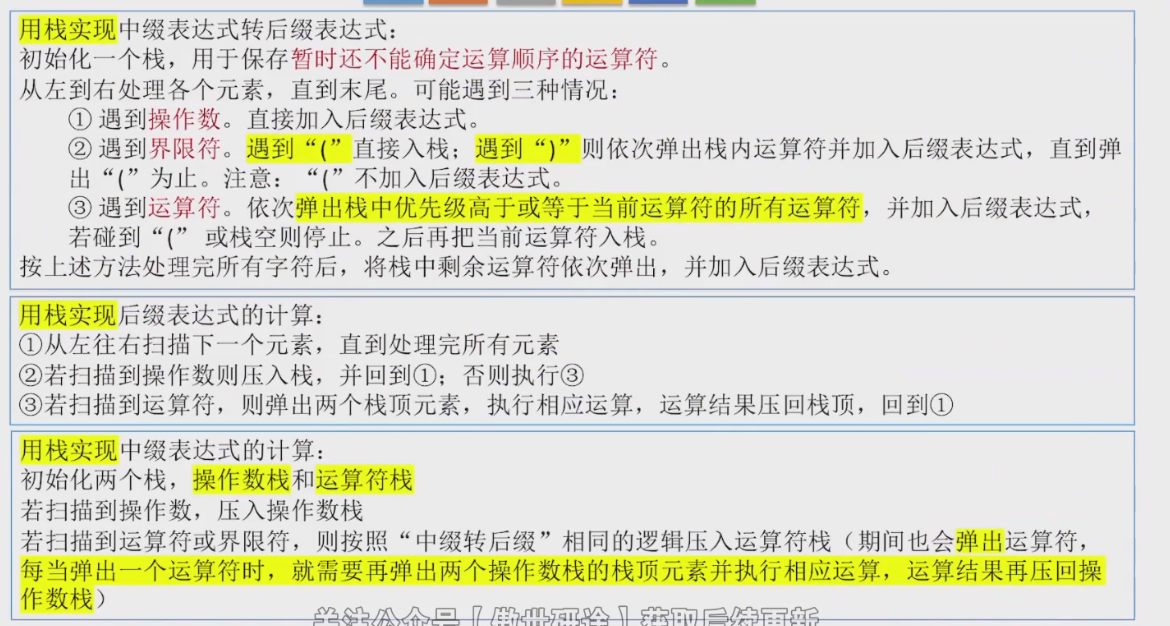 用栈实现中缀表达式转后缀表达式：
初始化一个栈，用于保存暂时还不能确定运算顺序的运算符。
从左到右处理各个元素，直到末尾。可能遇到三种情况：
① 遇到操作数。直接加入后缀表达式。
② 遇到界限符。遇到“(”直接入栈；遇到“)”则依次弹出栈内运算符并加入后缀表达式，直到弹
出“(”为止。注意：“(”不加入后缀表达式。
③ 遇到运算符。依次弹出栈中优先级高于或等于当前运算符的所有运算符，并加入后缀表达式，
若碰到“(” 或栈空则停止。之后再把当前运算符入栈。
按上述方法处理完所有字符后，将栈中剩余运算符依次弹出，并加入后缀表达式。
用栈实现后缀表达式的计算：
①从左往右扫描下一个元素，直到处理完所有元素
②若扫描到操作数则压入栈，并回到①；否则执行③
③若扫描到运算符，则弹出两个栈顶元素，执行相应运算，运算结果压回栈顶，回到①
用栈实现中缀表达式的计算：
初始化两个栈，操作数栈和运算符栈
若扫描到操作数，压入操作数栈
若扫描到运算符或界限符，则按照“中缀转后缀”相同的逻辑压入运算符栈（期间也会弹出运算符，
每当弹出一个运算符时，就需要再弹出两个操作数栈的栈顶元素并执行相应运算，运算结果再压回
操作数栈）
关注公众号【傲世研途】获取后续更新